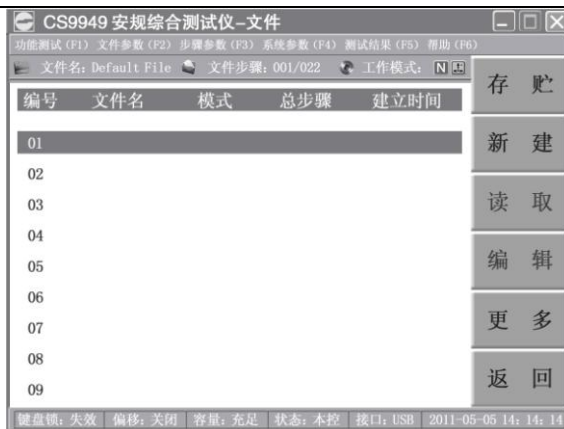 CS9949 安规综合测试仪-文件
功能测试(F1) 文件参数(F2) 步骤参数(F3) 系统参数(F4) 测试结果(F5) 帮助(F6)
文件名: Default File 文件步骤: 001/022 工作模式: N
编号 文件名 模式 总步骤 建立时间
01
02
03
04
05
06
07
08
09
存贮
新建
读取
编辑
更多
返回
键盘锁: 失效 偏移: 关闭 容量: 充足 状态: 本控 接口: USB 2011-05-05 14: 14: 14